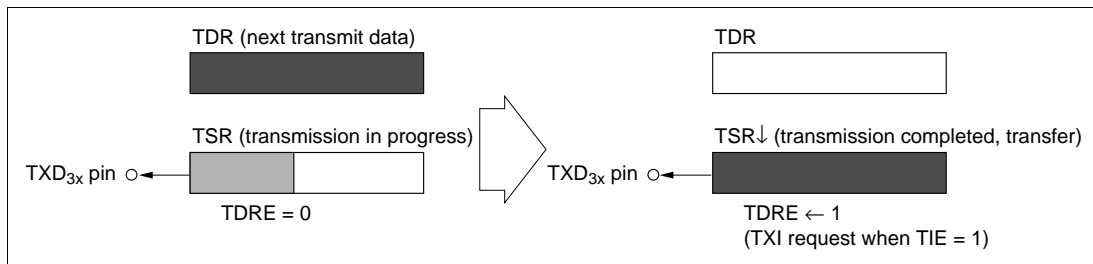 TDR (next transmit data)
TSR (transmission in progress)
TXD3x pin
TDRE = 0
TDR
TSR↓ (transmission completed, transfer)
TXD3x pin
TDRE ← 1
(TXI request when TIE = 1)